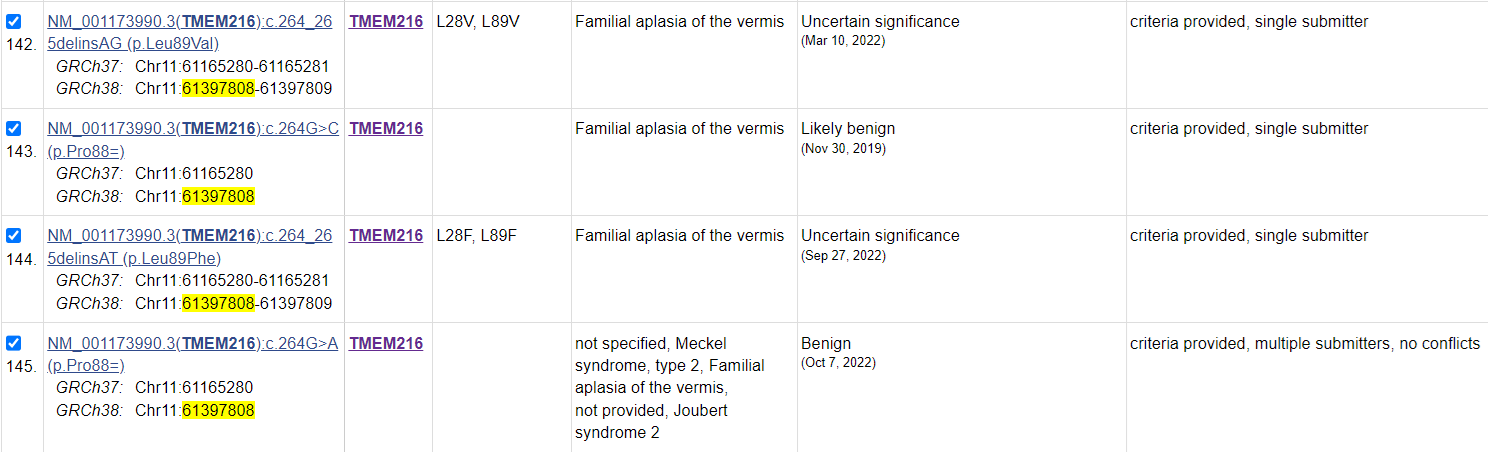 NM_001173990.3(TMEM216):c.264_26 TMEM216 L28V, L89V Familial aplasia of the vermis Uncertain significance criteria provided, single submitter
142. 5delinsAG (p.Leu89Val) (Mar 10, 2022)
GRCh37: Chr11:61165280-61165281
GRCh38: Chr11:61397808-61397809
NM_001173990.3(TMEM216):c.264G>C TMEM216 Familial aplasia of the vermis Likely benign criteria provided, single submitter
143. (p.Pro88=) (Nov 30, 2019)
GRCh37: Chr11:61165280
GRCh38: Chr11:61397808
NM_001173990.3(TMEM216):c.264_26 TMEM216 L28F, L89F Familial aplasia of the vermis Uncertain significance criteria provided, single submitter
144. 5delinsAT (p.Leu89Phe) (Sep 27, 2022)
GRCh37: Chr11:61165280-61165281
GRCh38: Chr11:61397808-61397809
NM_001173990.3(TMEM216):c.264G>A TMEM216 not specified, Meckel Benign criteria provided, multiple submitters, no conflicts
145. (p.Pro88=) syndrome, type 2, Familial (Oct 7, 2022)
GRCh37: Chr11:61165280 aplasia of the vermis,
GRCh38: Chr11:61397808 not provided, Joubert
syndrome 2